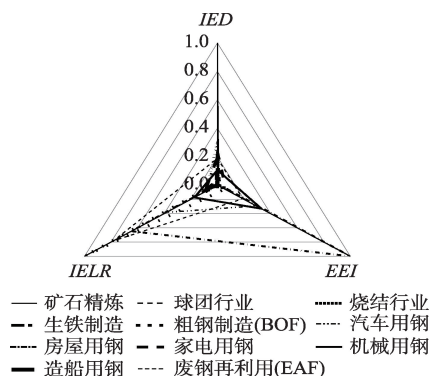 IED
1.0
0.8
0.6
0.4
0.2
0.0
IELR
EEI
矿石精炼 球团行业 烧结行业
生铁制造 粗钢制造(BOF) 汽车用钢
房屋用钢 家电用钢 机械用钢
造船用钢 废钢再利用(EAF)